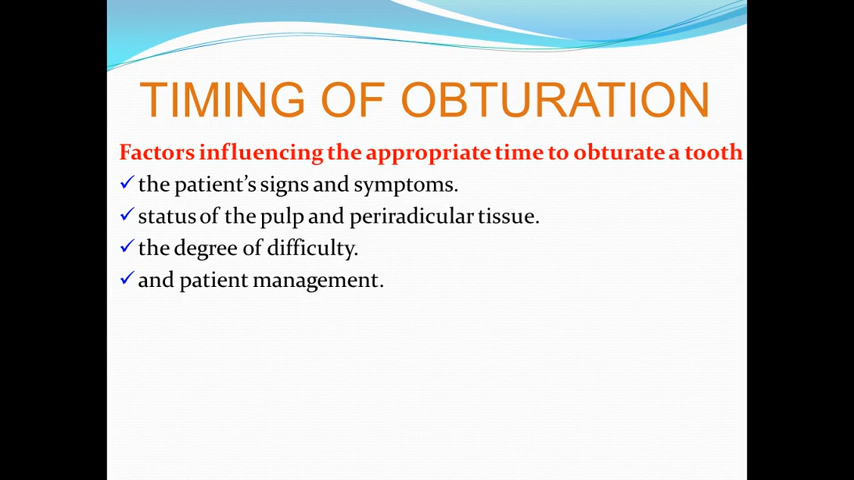 TIMING OF OBTURATION
Factors influencing the appropriate time to obturate a tooth
✓ the patient’s signs and symptoms.
✓ status of the pulp and periradicular tissue.
✓ the degree of difficulty.
✓ and patient management.